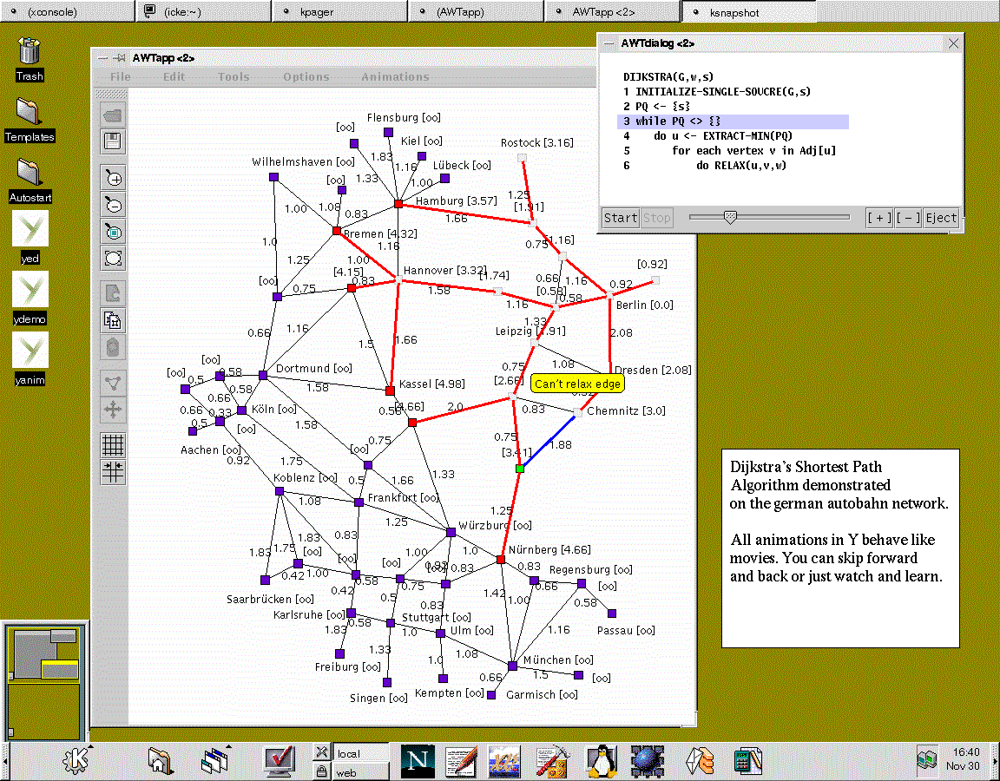 (xconsole)
(icke:~)
kpager
(AWTapp)
AWTapp <2>
ksnapshot
Trash
Templates
Autostart
yed
ydemo
yanim
AWTapp <2>
File Edit Tools Options Animations
AWTdialog <2>
DIJKSTRA(G,w,s)
1 INITIALIZE-SINGLE-SOVCRE(G,s)
2 PQ <- {s}
3 while PQ <> {}
4 do u <- EXTRACT-MIN(PQ)
5 for each vertex v in Adj[u]
6 do RELAX(u,v,w)
Start Stop [+] [-] Eject
Flensburg [oo]
[oo]
Kiel [oo]
Rostock [3.16]
1.83
1.16
Wilhelmshaven [oo]
Lübeck [oo]
1.33
1.00
[oo]
1.25
Hamburg [3.57]
[1.91]
1.00
1.08
0.83
1.66
Bremen [4.32]
1.0
1.16
0.75
[1.16]
1.25
1.00
[0.92]
[4.15]
Hannover [3.32]
[1.74]
[oo]
0.83
0.66
1.16
0.92
0.75
1.58
[0.58]
0.58
1.16
Berlin [0.0]
1.33
1.16
0.66
1.66
Leipzig [1.91]
2.08
1.5
[oo]
0.75
1.08
[oo]
0.58
Dortmund [oo]
Dresden [2.08]
0.5
[2.66]
Can't relax edge
0.58
1.58
Kassel [4.98]
0.66
[4.66]
2.0
0.83
0.66
0.33
Köln [oo]
0.58
Chemnitz [3.0]
0.5
[oo]
1.58
0.75
1.88
Aachen [oo]
[oo]
0.75
[3.41]
0.92
1.75
Koblenz [oo]
0.5
1.66
1.33
1.08
Frankfurt [oo]
1.25
1.25
Würzburg [oo]
1.83
0.83
1.83
1.75
[oo]
[oo]
[oo]
1.00
1.0
Nürnberg [4.66]
0.42
1.00
0.58
0.75
0.83
0.83
Regensburg [oo]
0.66
[oo]
Saarbrücken [oo]
0.42
0.5
0.83
1.42
1.00
0.58
Karlsruhe [oo]
0.58
Stuttgart [oo]
1.83
1.0
Ulm [oo]
1.16
Passau [oo]
1.33
1.08
Freiburg [oo]
1.0
München [oo]
0.66
1.5
[oo]
Singen [oo]
Kempten [oo]
Garmisch [oo]
Dijkstra's Shortest Path
Algorithm demonstrated
on the german autobahn network.
All animations in Y behave like
movies. You can skip forward
and back or just watch and learn.
K
local
web
N
16:40
Nov 30